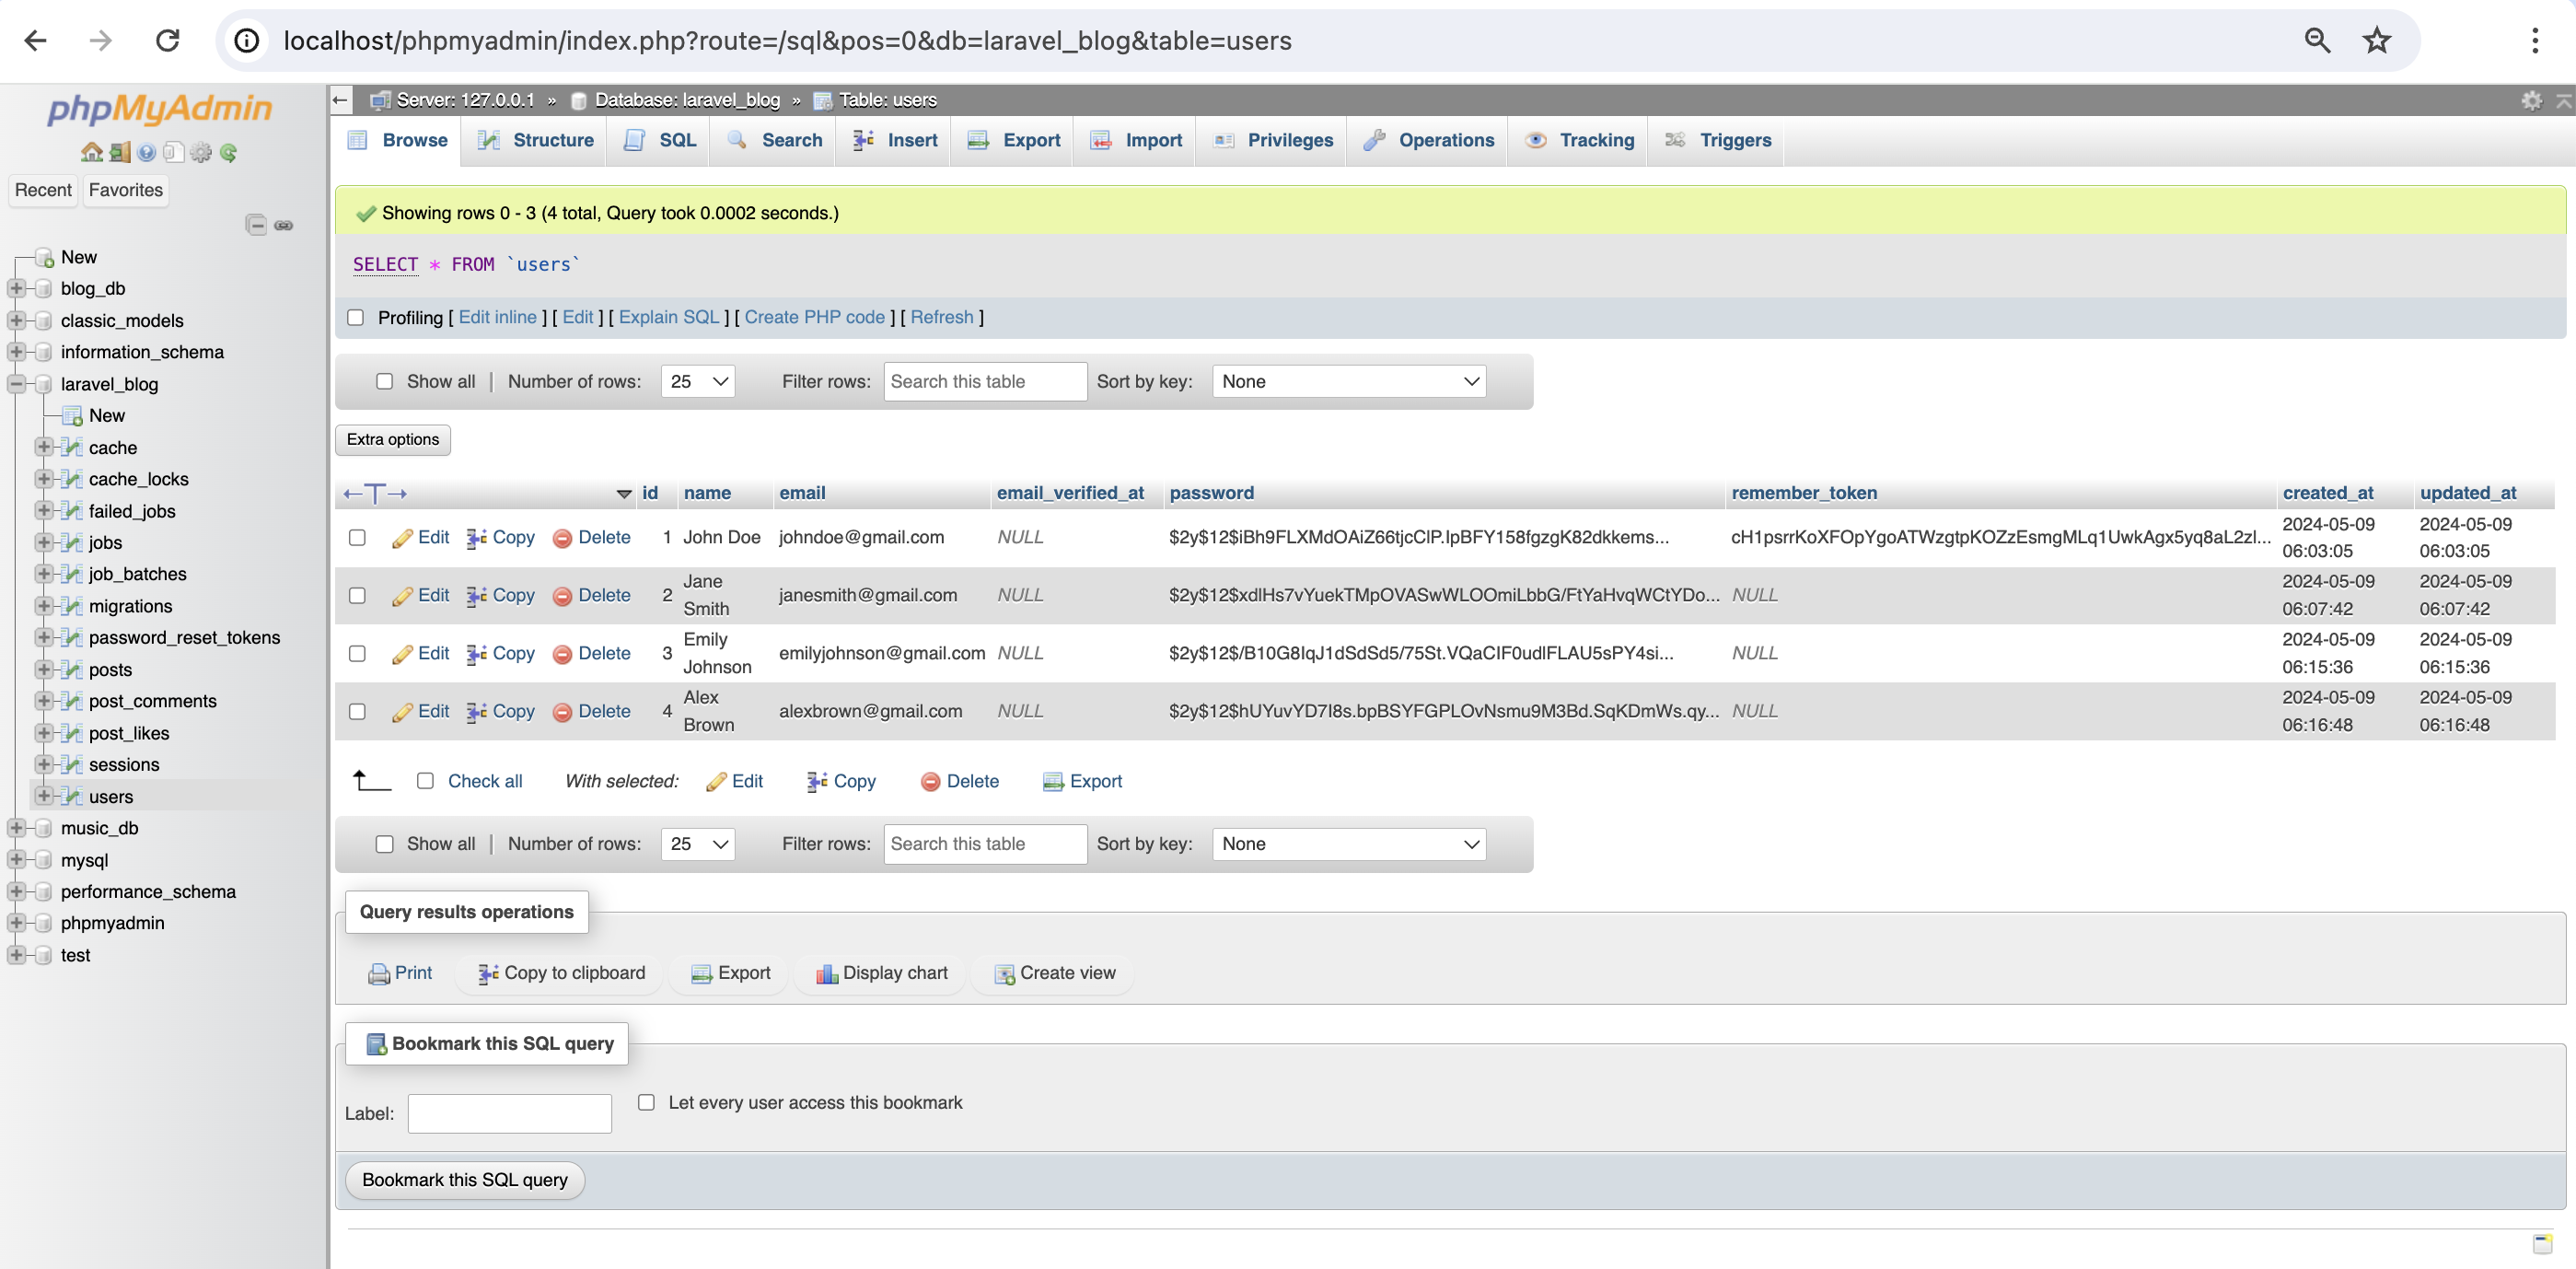 localhost/phpmyadmin/index.php?route=/sql&pos=0&db=laravel_blog&table=users
phpMyAdmin
Recent Favorites
New
blog_db
classic_models
information_schema
laravel_blog
New
cache
cache_locks
failed_jobs
jobs
job_batches
migrations
password_reset_tokens
posts
post_comments
post_likes
sessions
users
music_db
mysql
performance_schema
phpmyadmin
test
Server: 127.0.0.1 » Database: laravel_blog » Table: users
Browse Structure SQL Search Insert Export Import Privileges Operations Tracking Triggers
Showing rows 0 - 3 (4 total, Query took 0.0002 seconds.)
SELECT * FROM `users`
Profiling [ Edit inline ] [ Edit ] [ Explain SQL ] [ Create PHP code ] [ Refresh ]
Show all | Number of rows: 25 Filter rows: Search this table Sort by key: None
Extra options
id name email email_verified_at password remember_token created_at updated_at
Edit Copy Delete 1 John Doe johndoe@gmail.com NULL $2y$12$iBh9FLXMdOAiZ66tjcClP.lpBFY158fgzgK82dkkems... cH1psrrKoXFOpYgoATWzgtpKOZzEsmgMLq1UwkAgx5yq8aL2zl... 2024-05-09 06:03:05 2024-05-09 06:03:05
Edit Copy Delete 2 Jane Smith janesmith@gmail.com NULL $2y$12$xdlHs7vYuekTMpOVASwWLOOmiLbbG/FtYaHvqWCtYDo... NULL 2024-05-09 06:07:42 2024-05-09 06:07:42
Edit Copy Delete 3 Emily Johnson emilyjohnson@gmail.com NULL $2y$12$/B10G8IqJ1dSdSd5/75St.VQaCIF0udlFLAU5sPY4si... NULL 2024-05-09 06:15:36 2024-05-09 06:15:36
Edit Copy Delete 4 Alex Brown alexbrown@gmail.com NULL $2y$12$hUYuvYD7I8s.bpBSYFGPLOvNsmu9M3Bd.SqKDmWs.qy... NULL 2024-05-09 06:16:48 2024-05-09 06:16:48
Check all With selected: Edit Copy Delete Export
Show all | Number of rows: 25 Filter rows: Search this table Sort by key: None
Query results operations
Print Copy to clipboard Export Display chart Create view
Bookmark this SQL query
Label: Let every user access this bookmark
Bookmark this SQL query